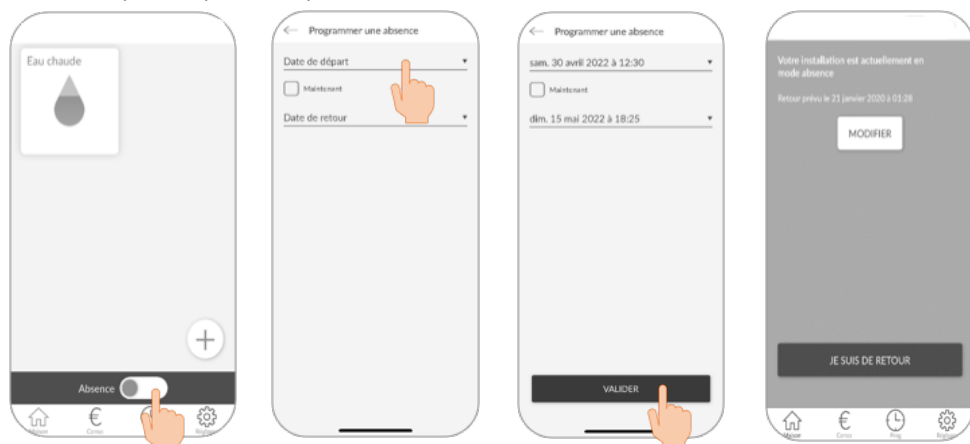 Eau chaude
Absence
Maison
Conso
Réglages
Programmer une absence
Date de départ
Maintenant
Date de retour
Programmer une absence
sam. 30 avril 2022 à 12:30
Maintenant
dim. 15 mai 2022 à 18:25
VALIDER
Votre installation est actuellement en
mode absence
Retour prévu le 21 janvier 2020 à 01:28
MODIFIER
JE SUIS DE RETOUR
Maison
Conso
Prog
Réglages